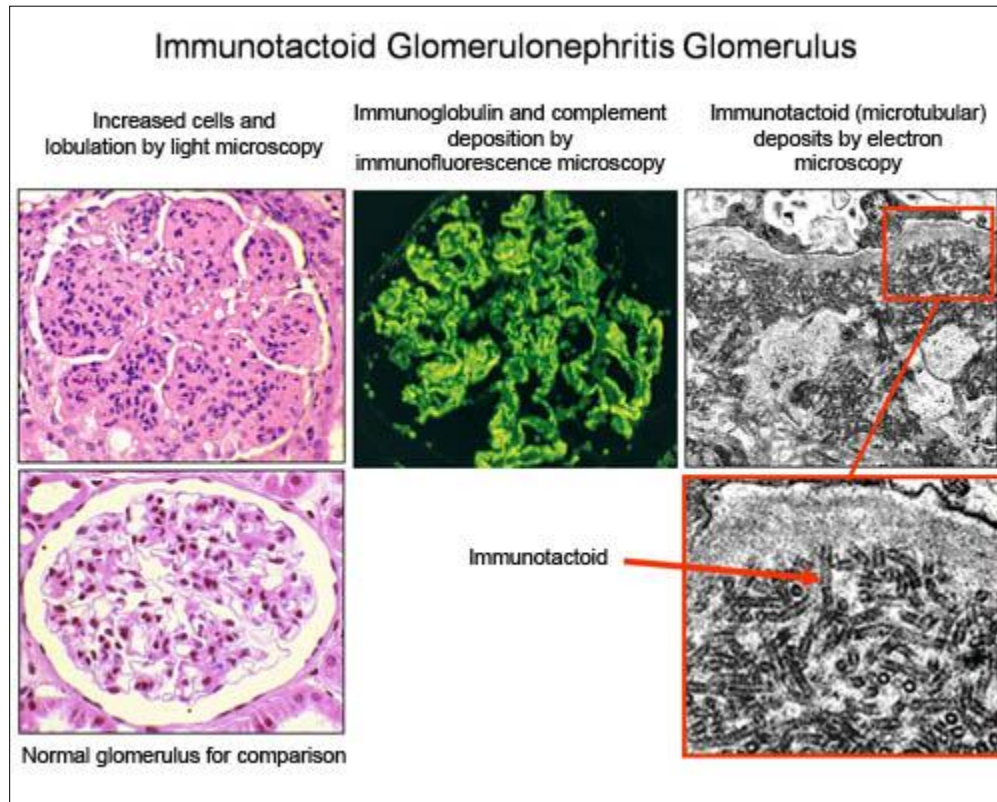 Immunotactoid Glomerulonephritis Glomerulus
Increased cells and
lobulation by light microscopy
Immunoglobulin and complement
deposition by
immunofluorescence microscopy
Immunotactoid (microtubular)
deposits by electron
microscopy
Immunotactoid
Normal glomerulus for comparison